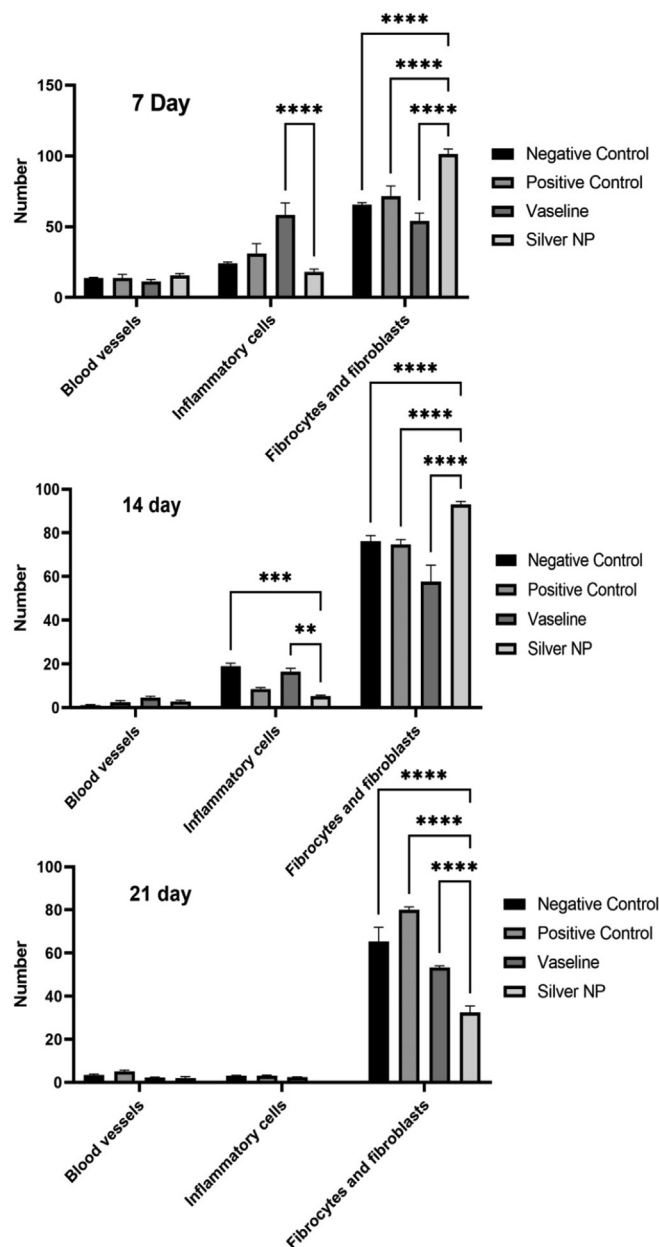 ****
****
****
****
7 Day
Number
150
100
50
0
Blood vessels
Inflammatory cells
Fibrocytes and fibroblasts
Negative Control
Positive Control
Vaseline
Silver NP
****
****
****
***
**
14 day
Number
100
80
60
40
20
0
Blood vessels
Inflammatory cells
Fibrocytes and fibroblasts
Negative Control
Positive Control
Vaseline
Silver NP
****
****
****
21 day
Number
100
80
60
40
20
0
Blood vessels
Inflammatory cells
Fibrocytes and fibroblasts
Negative Control
Positive Control
Vaseline
Silver NP